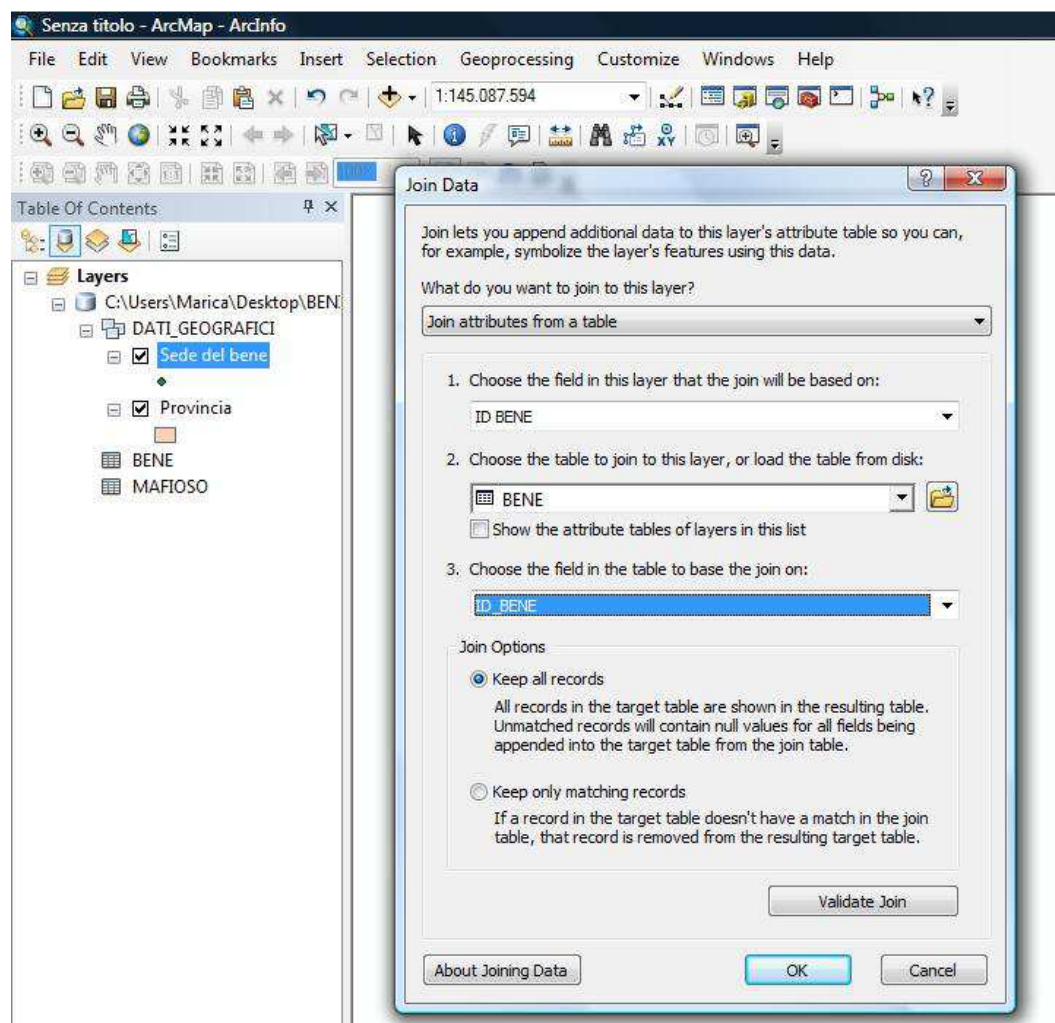 Senza titolo - ArcMap - ArcInfo
File Edit View Bookmarks Insert Selection Geoprocessing Customize Windows Help
1:145.087.594
100%
Table Of Contents
Layers
C:\Users\Marica\Desktop\BENI
DATI_GEOGRAFICI
Sede del bene
Provincia
BENE
MAFIOSO
Join Data
Join lets you append additional data to this layer's attribute table so you can,
for example, symbolize the layer's features using this data.
What do you want to join to this layer?
Join attributes from a table
1. Choose the field in this layer that the join will be based on:
ID BENE
2. Choose the table to join to this layer, or load the table from disk:
BENE
Show the attribute tables of layers in this list
3. Choose the field in the table to base the join on:
ID_BENE
Join Options
Keep all records
All records in the target table are shown in the resulting table.
Unmatched records will contain null values for all fields being
appended into the target table from the join table.
Keep only matching records
If a record in the target table doesn't have a match in the join
table, that record is removed from the resulting target table.
Validate Join
About Joining Data
OK
Cancel